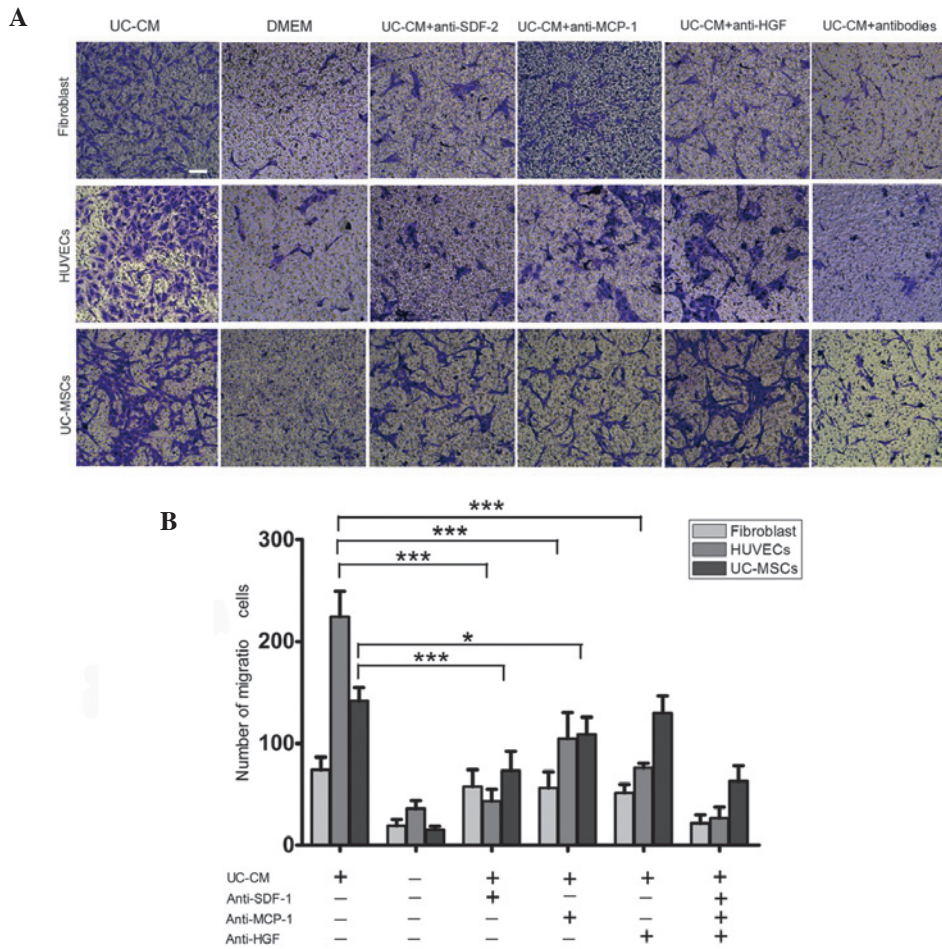 A
UC-CM DMEM UC-CM+anti-SDF-2 UC-CM+anti-MCP-1 UC-CM+anti-HGF UC-CM+antibodies
Fibroblast
HUVECs
UC-MSCs
B
***
***
***
*
***
Fibroblast
HUVECs
UC-MSCs
Number of migratio cells
300
200
100
0
UC-CM + – + + + +
Anti-SDF-1 – – + – – +
Anti-MCP-1 – – – + – +
Anti-HGF – – – – + +